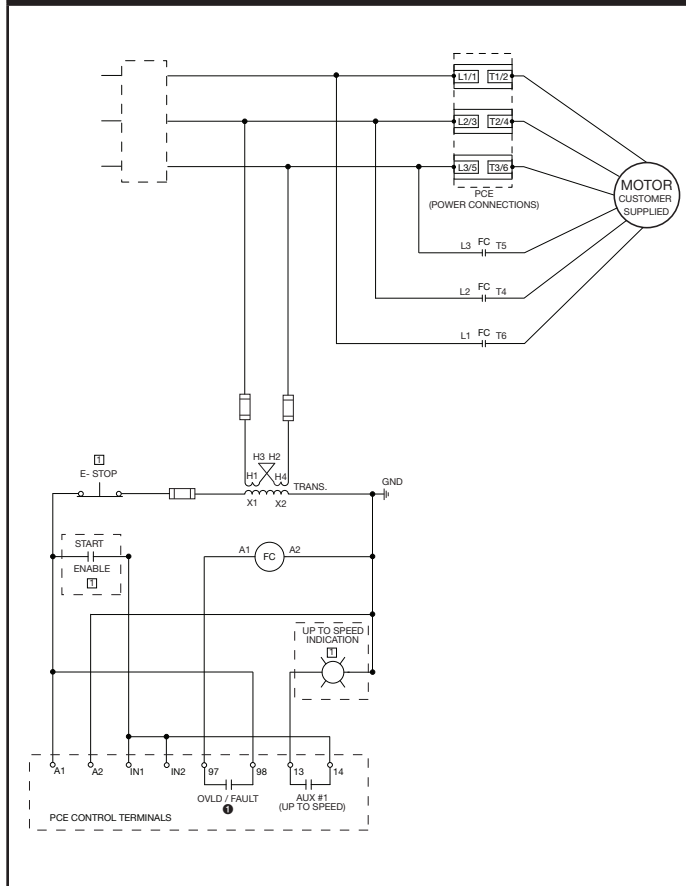 L1/1 T1/2
L2/3 T2/4
L3/5 T3/6
PCE
(POWER CONNECTIONS)
MOTOR
CUSTOMER
SUPPLIED
L3 FC T5
L2 FC T4
L1 FC T6
1
E- STOP
H3 H2
H1 H4
TRANS.
X1 X2
GND
START
ENABLE
1
A1 FC A2
UP TO SPEED
INDICATION
1
A1 A2 IN1 IN2 97 98 13 14
OVLD / FAULT
1
AUX #1
(UP TO SPEED)
PCE CONTROL TERMINALS